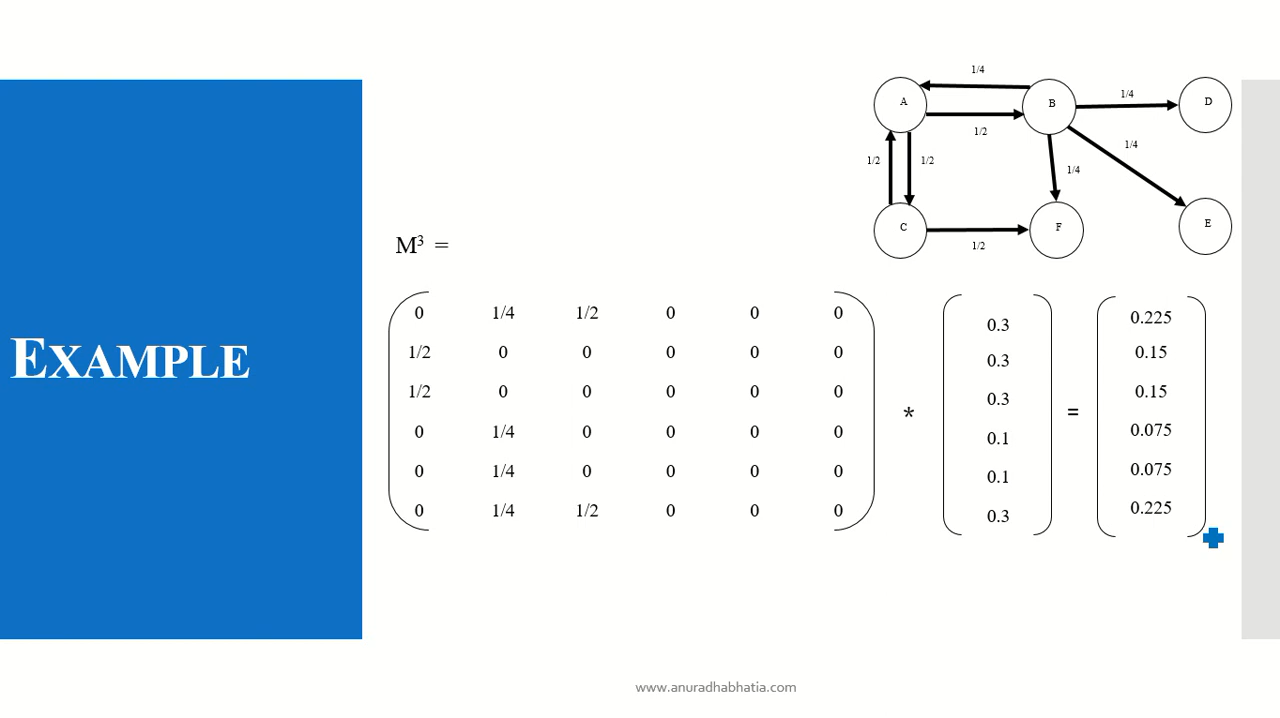 1/4
A
B
1/4
D
1/2
1/2
1/2
1/4
1/4
C
F
E
1/2
M³ =
0 1/4 1/2 0 0 0
1/2 0 0 0 0 0
1/2 0 0 0 0 0
0 1/4 0 0 0 0
0 1/4 0 0 0 0
0 1/4 1/2 0 0 0
*
0.3
0.3
0.3
0.1
0.1
0.3
=
0.225
0.15
0.15
0.075
0.075
0.225
EXAMPLE
www.anuradhabhatia.com